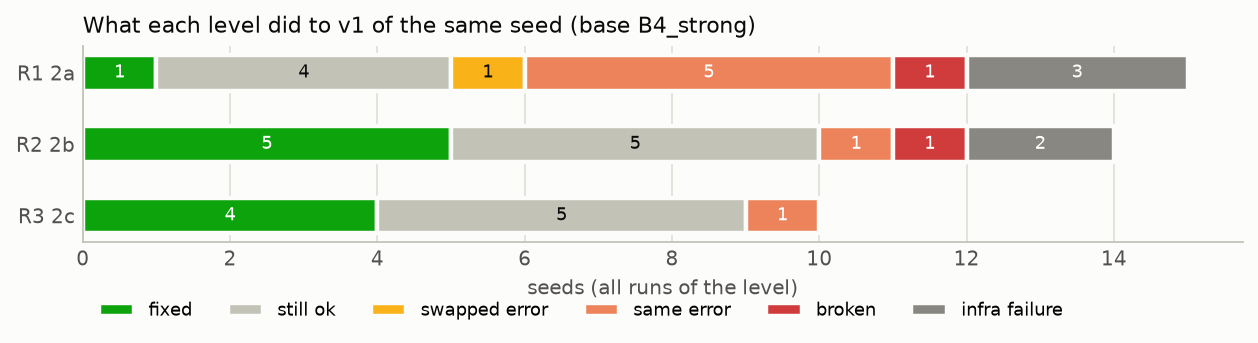 What each level did to v1 of the same seed (base B4_strong)
R1 2a 1 4 1 5 1 3
R2 2b 5 5 1 1 2
R3 2c 4 5 1
0 2 4 6 8 10 12 14
seeds (all runs of the level)
fixed still ok swapped error same error broken infra failure